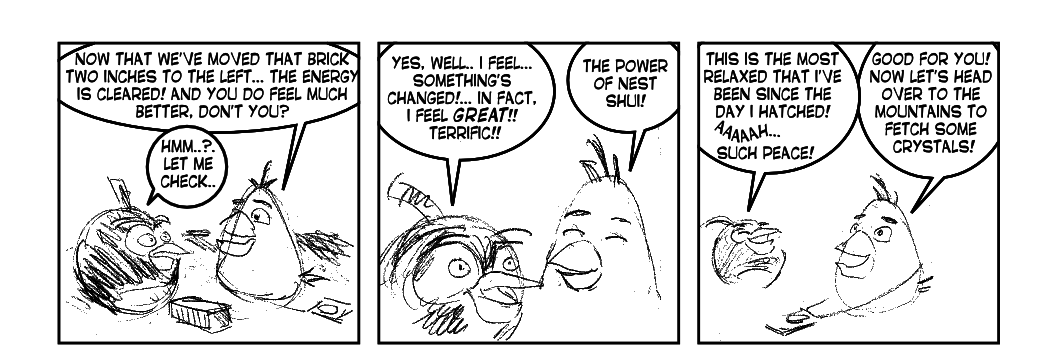 NOW THAT WE'VE MOVED THAT BRICK
TWO INCHES TO THE LEFT... THE ENERGY
IS CLEARED! AND YOU DO FEEL MUCH
BETTER, DON'T YOU?
HMM..?.
LET ME
CHECK..
YES, WELL.. I FEEL...
SOMETHING'S
CHANGED!... IN FACT,
I FEEL GREAT!!
TERRIFIC!!
THE POWER
OF NEST
SHUI!
THIS IS THE MOST
RELAXED THAT I'VE
BEEN SINCE THE
DAY I HATCHED!
AAAAAH...
SUCH PEACE!
GOOD FOR YOU!
NOW LET'S HEAD
OVER TO THE
MOUNTAINS TO
FETCH SOME
CRYSTALS!